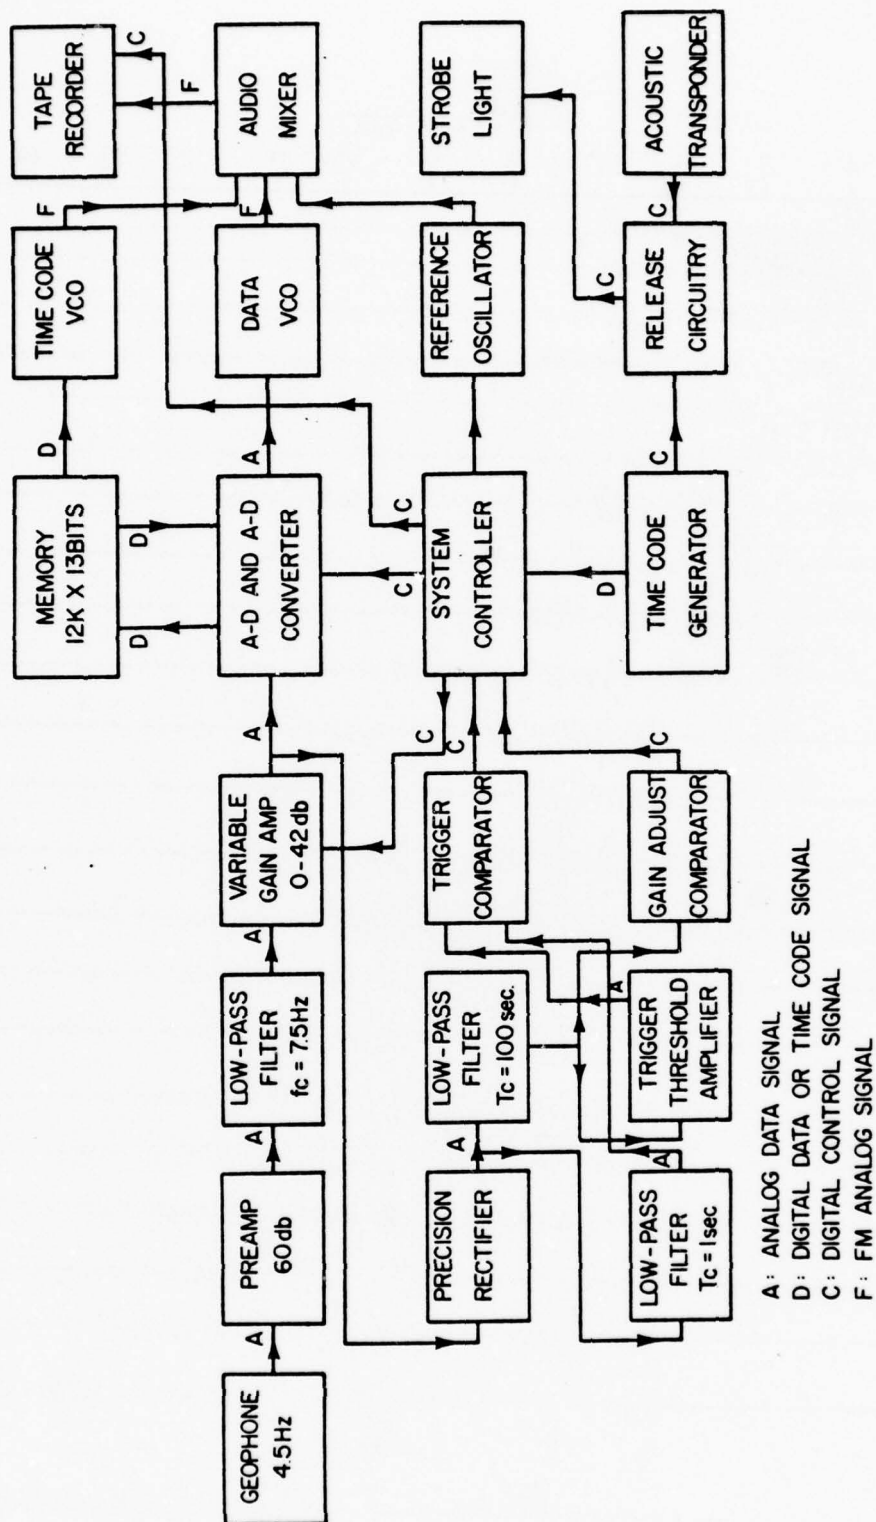 GEOPHONE
4.5Hz
A
PREAMP
60db
A
LOW-PASS
FILTER
fc = 7.5Hz
A
VARIABLE
GAIN AMP
0-42db
A
A-D AND A-D
CONVERTER
A
DATA
VCO
F
AUDIO
MIXER
F
TAPE
RECORDER
C
MEMORY
12K X 13BITS
D
D
D
TIME CODE
VCO
F
PRECISION
RECTIFIER
A
LOW-PASS
FILTER
Tc = 100 sec.
TRIGGER
COMPARATOR
C
C
SYSTEM
CONTROLLER
C
C
REFERENCE
OSCILLATOR
STROBE
LIGHT
LOW-PASS
FILTER
Tc = 1sec
A
TRIGGER
THRESHOLD
AMPLIFIER
A
GAIN ADJUST
COMPARATOR
C
TIME CODE
GENERATOR
D
C
RELEASE
CIRCUITRY
C
C
ACOUSTIC
TRANSPONDER
A: ANALOG DATA SIGNAL
D: DIGITAL DATA OR TIME CODE SIGNAL
C: DIGITAL CONTROL SIGNAL
F: FM ANALOG SIGNAL